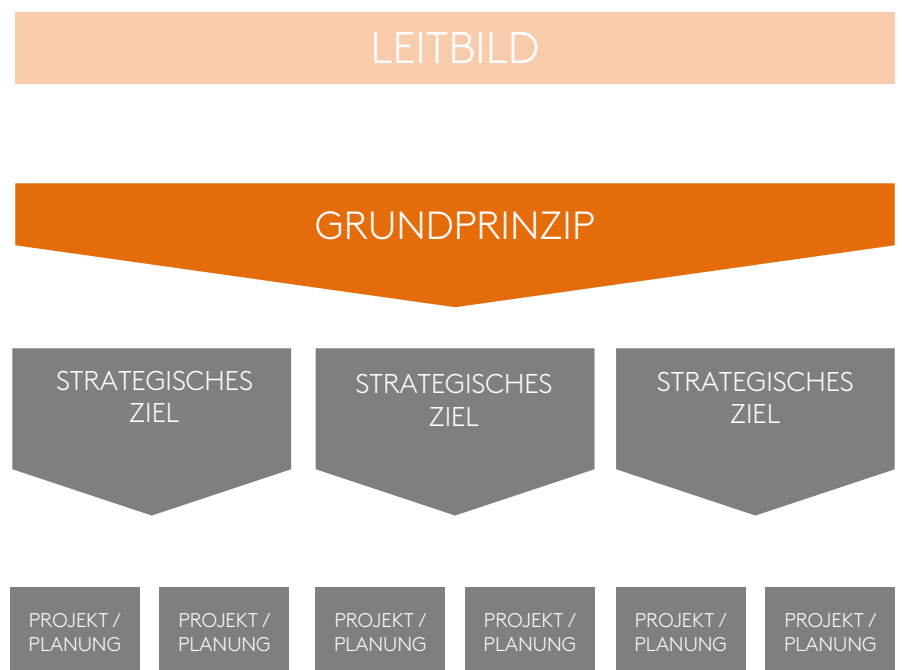 LEITBILD
GRUNDPRINZIP
STRATEGISCHES
ZIEL
STRATEGISCHES
ZIEL
STRATEGISCHES
ZIEL
PROJEKT /
PLANUNG
PROJEKT /
PLANUNG
PROJEKT /
PLANUNG
PROJEKT /
PLANUNG
PROJEKT /
PLANUNG
PROJEKT /
PLANUNG